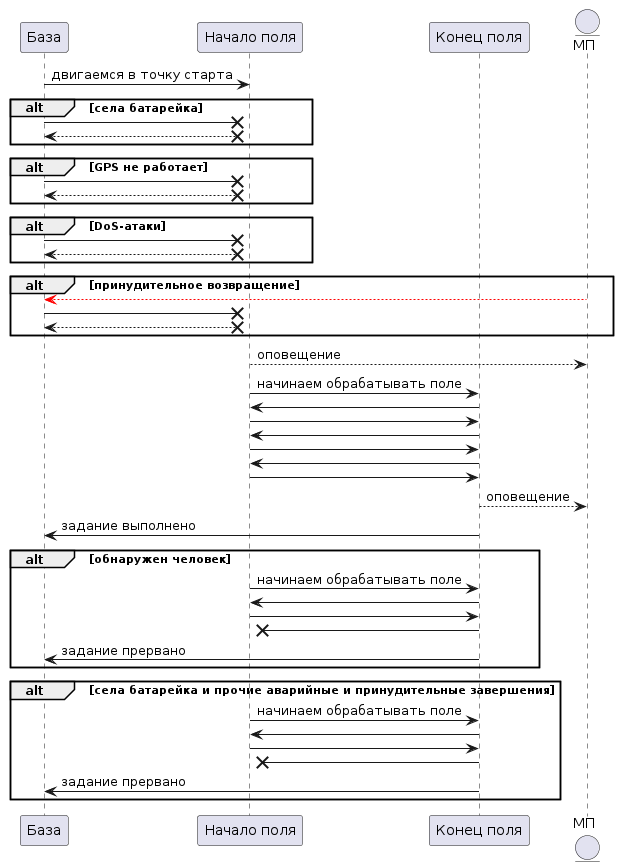 База
Начало поля
Конец поля
МП
двигаемся в точку старта
alt [села батарейка]
alt [GPS не работает]
alt [DoS-атаки]
alt [принудительное возвращение]
оповещение
начинаем обрабатывать поле
оповещение
задание выполнено
alt [обнаружен человек]
начинаем обрабатывать поле
задание прервано
alt [села батарейка и прочие аварийные и принудительные завершения]
начинаем обрабатывать поле
задание прервано
База
Начало поля
Конец поля
МП